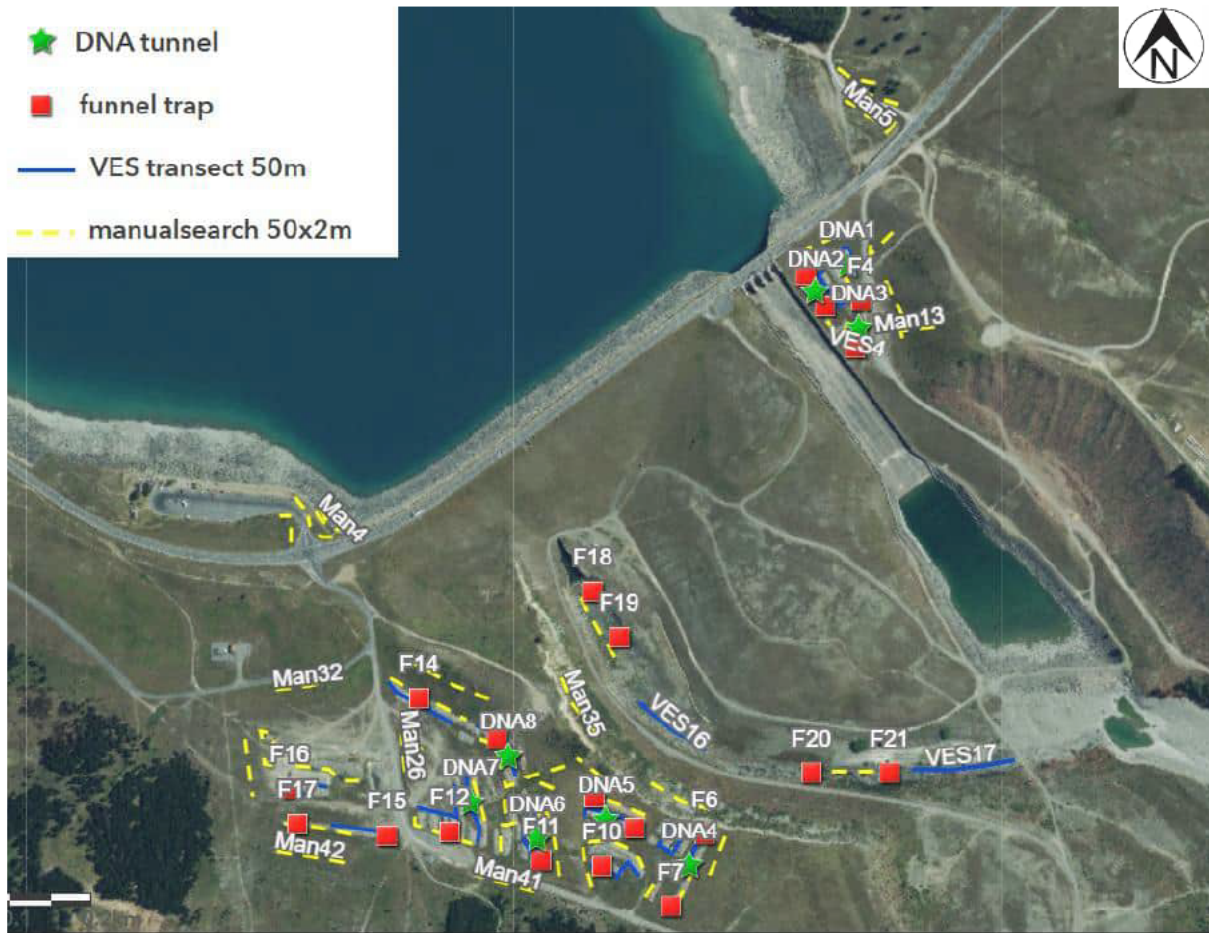 DNA tunnel
funnel trap
VES transect 50m
manualsearch 50x2m
N
Man5
DNA1
DNA2
F4
DNA3
Man13
VES4
Man4
F18
F19
Man32
F14
Man35
VES16
DNA8
Man26
F16
DNA7
F20
F21
VES17
F17
F15
F12
DNA6
DNA5
F6
F11
F10
DNA4
Man42
Man41
F7
0.2km